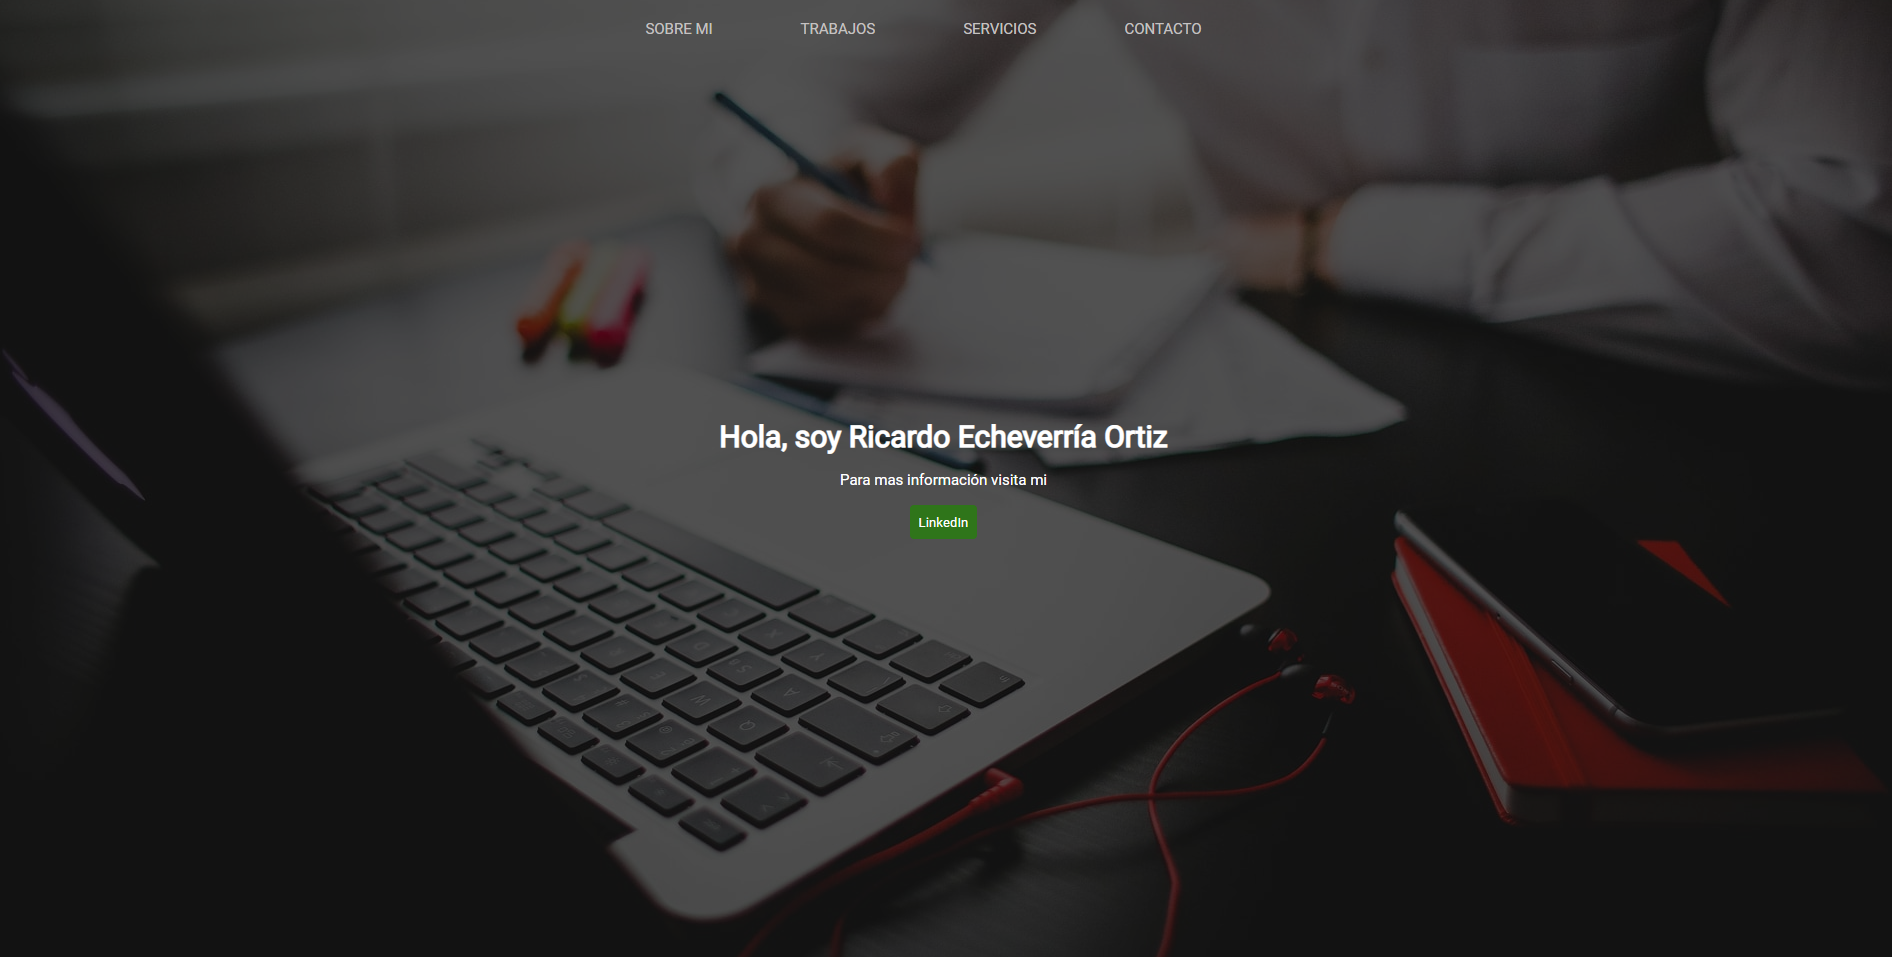 SOBRE MI
TRABAJOS
SERVICIOS
CONTACTO
Hola, soy Ricardo Echeverría Ortiz
Para mas información visita mi
LinkedIn